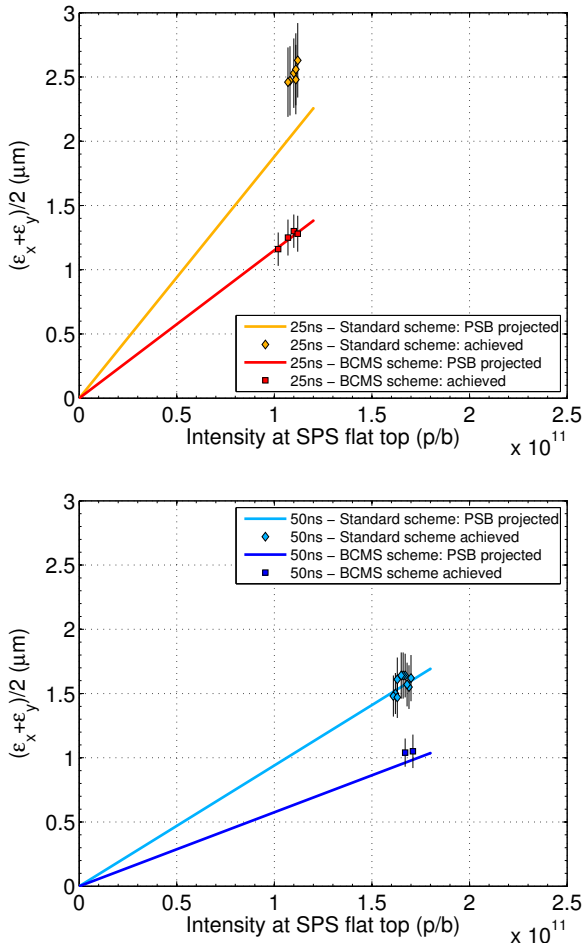 3
2.5
2
1.5
1
0.5
0
(εx+εy)/2 (μm)
25ns − Standard scheme: PSB projected
25ns − Standard scheme: achieved
25ns − BCMS scheme: PSB projected
25ns − BCMS scheme: achieved
0 0.5 1 1.5 2 2.5
Intensity at SPS flat top (p/b)
x 10^11
3
2.5
2
1.5
1
0.5
0
(εx+εy)/2 (μm)
50ns − Standard scheme: PSB projected
50ns − Standard scheme achieved
50ns − BCMS scheme: PSB projected
50ns − BCMS scheme achieved
0 0.5 1 1.5 2 2.5
Intensity at SPS flat top (p/b)
x 10^11